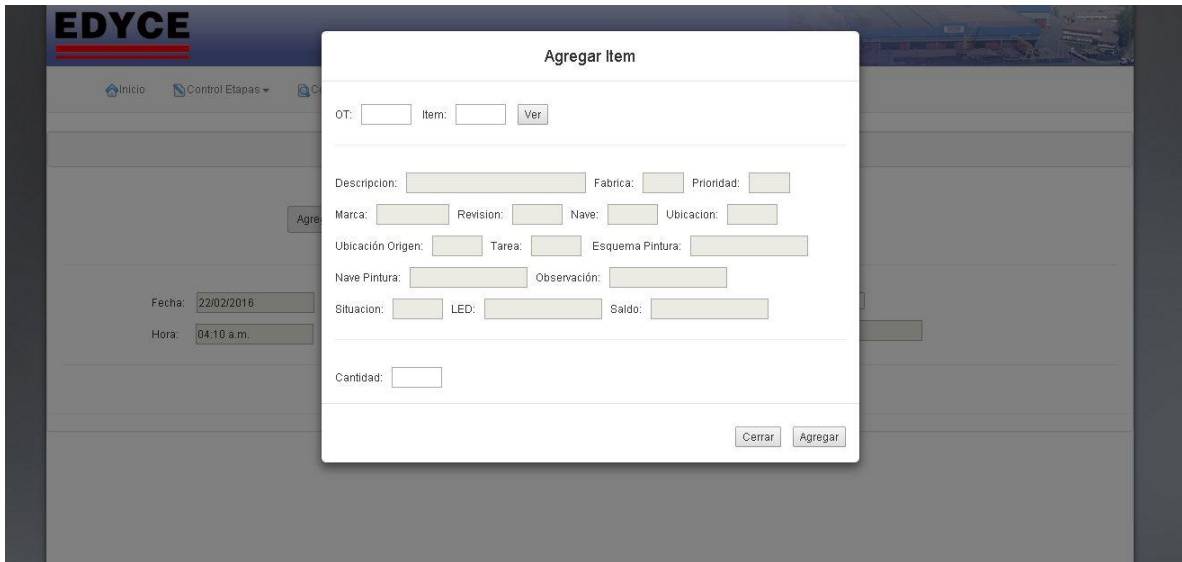 EDYCE
Agregar Item
Inicio Control Etapas
OT: Item: Ver
Descripcion: Fabrica: Prioridad:
Marca: Revision: Nave: Ubicacion:
Ubicación Origen: Tarea: Esquema Pintura:
Nave Pintura: Observación:
Situacion: LED: Saldo:
Fecha: 22/02/2016
Hora: 04:10 a.m.
Cantidad:
Cerrar Agregar